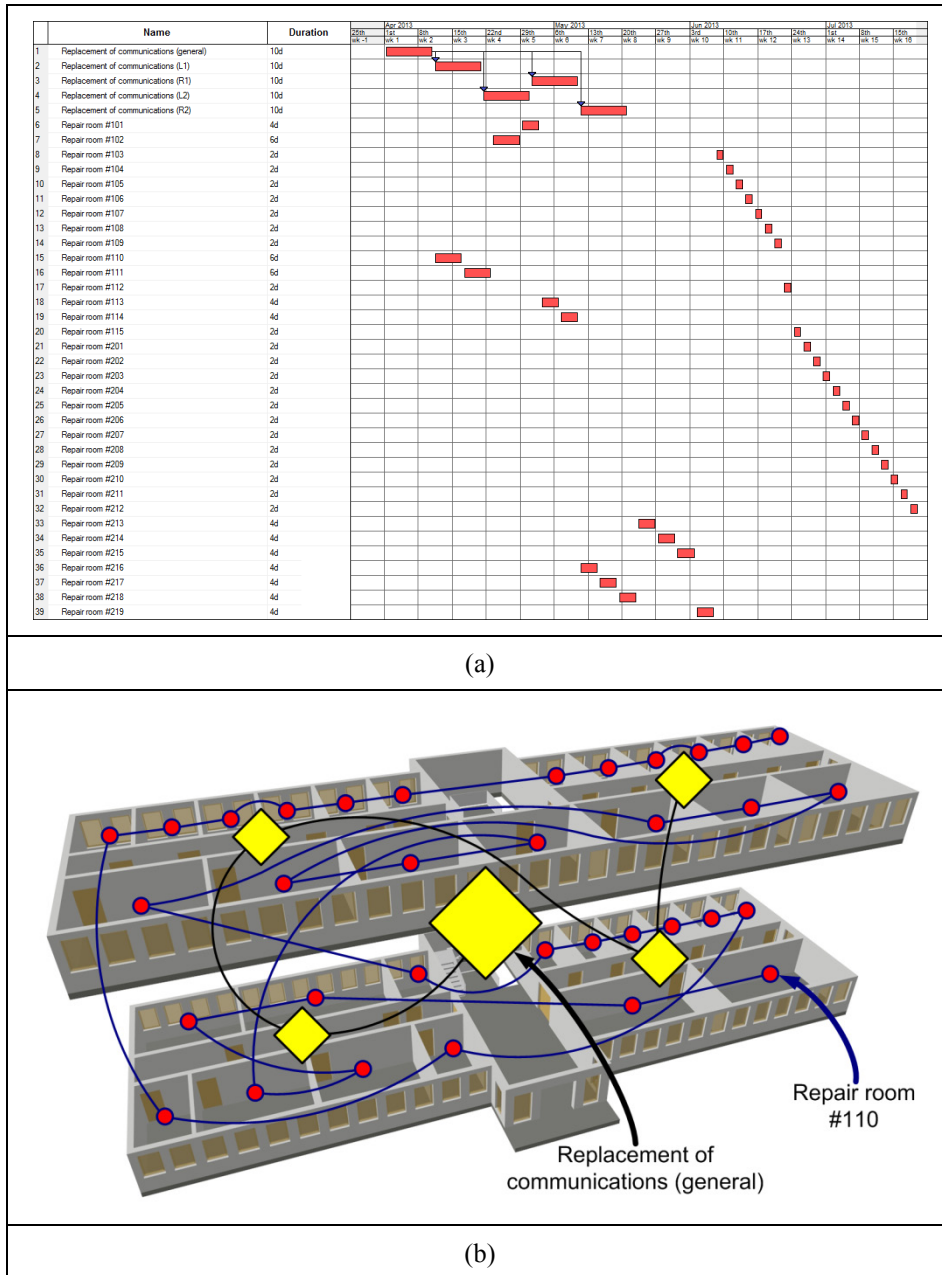 Name Duration
Apr 2013 May 2013 Jun 2013 Jul 2013
25th 1st 8th 15th 22nd 29th 6th 13th 20th 27th 3rd 10th 17th 24th 1st 8th 15th
wk -1 wk 1 wk 2 wk 3 wk 4 wk 5 wk 6 wk 7 wk 8 wk 9 wk 10 wk 11 wk 12 wk 13 wk 14 wk 15 wk 16
1 Replacement of communications (general) 10d
2 Replacement of communications (L1) 10d
3 Replacement of communications (R1) 10d
4 Replacement of communications (L2) 10d
5 Replacement of communications (R2) 10d
6 Repair room #101 4d
7 Repair room #102 6d
8 Repair room #103 2d
9 Repair room #104 2d
10 Repair room #105 2d
11 Repair room #106 2d
12 Repair room #107 2d
13 Repair room #108 2d
14 Repair room #109 2d
15 Repair room #110 6d
16 Repair room #111 6d
17 Repair room #112 2d
18 Repair room #113 4d
19 Repair room #114 4d
20 Repair room #115 2d
21 Repair room #201 2d
22 Repair room #202 2d
23 Repair room #203 2d
24 Repair room #204 2d
25 Repair room #205 2d
26 Repair room #206 2d
27 Repair room #207 2d
28 Repair room #208 2d
29 Repair room #209 2d
30 Repair room #210 2d
31 Repair room #211 2d
32 Repair room #212 2d
33 Repair room #213 4d
34 Repair room #214 4d
35 Repair room #215 4d
36 Repair room #216 4d
37 Repair room #217 4d
38 Repair room #218 4d
39 Repair room #219 4d
(a)
Repair room
#110
Replacement of
communications (general)
(b)